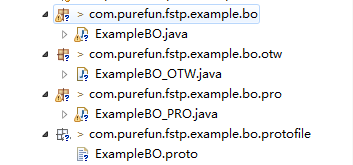 > com.purefun.fstp.example.bo
ExampleBO.java
> com.purefun.fstp.example.bo.otw
ExampleBO_OTW.java
> com.purefun.fstp.example.bo.pro
ExampleBO_PRO.java
> com.purefun.fstp.example.bo.protofile
ExampleBO.proto